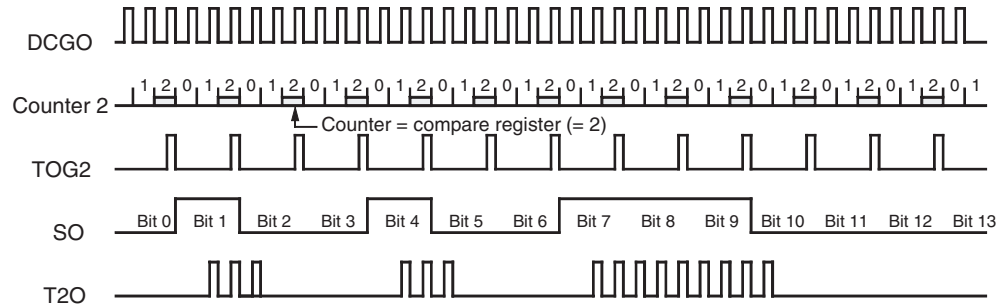 DCGO
1 2 0 1 2 0 1 2 0 1 2 0 1 2 0 1 2 0 1 2 0 1 2 0 1 2 0 1 2 0 1 2 0 1 2 0 1 2 0 1
Counter 2
Counter = compare register (= 2)
TOG2
Bit 0 Bit 1 Bit 2 Bit 3 Bit 4 Bit 5 Bit 6 Bit 7 Bit 8 Bit 9 Bit 10 Bit 11 Bit 12 Bit 13
SO
T2O